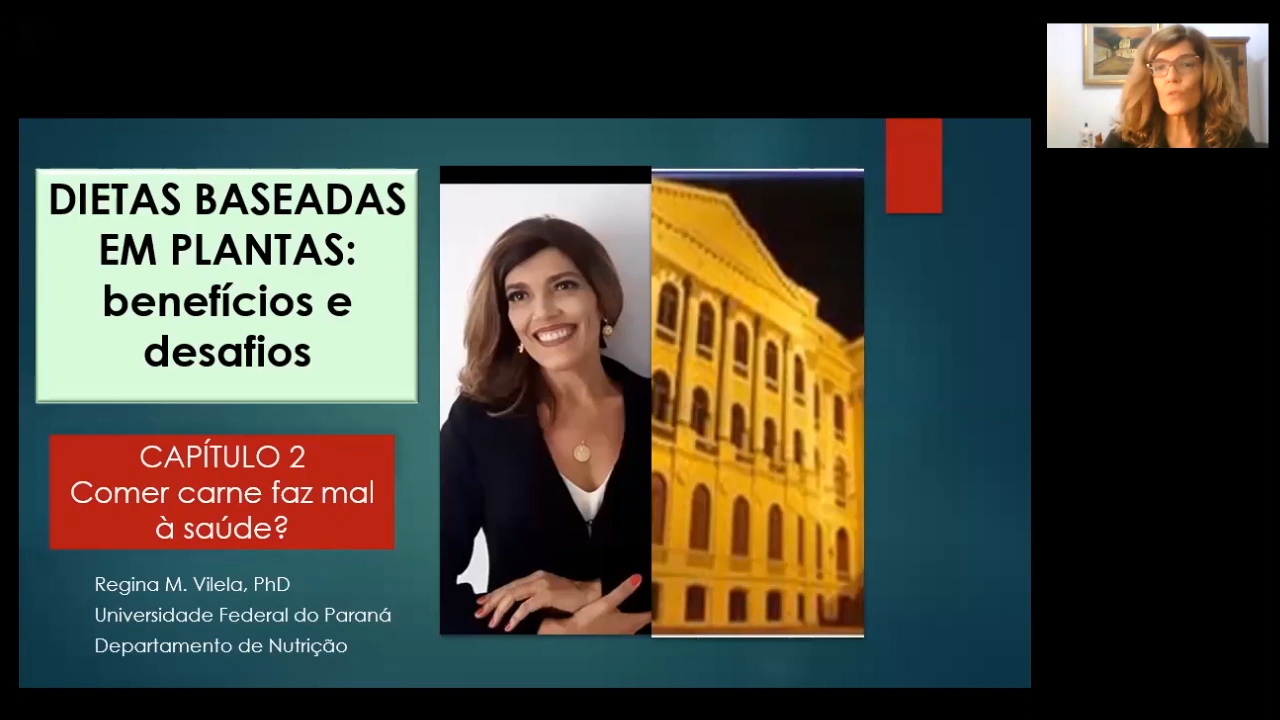 DIETAS BASEADAS
EM PLANTAS:
benefícios e
desafios
CAPÍTULO 2
Comer carne faz mal
à saúde?
Regina M. Vilela, PhD
Universidade Federal do Paraná
Departamento de Nutrição